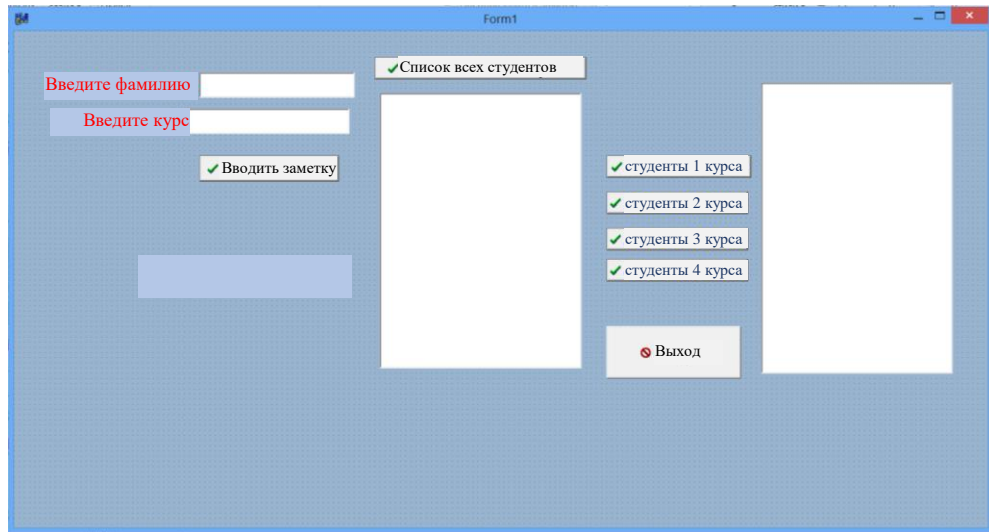 Form1
Введите фамилию
Введите курс
Вводить заметку
Список всех студентов
студенты 1 курса
студенты 2 курса
студенты 3 курса
студенты 4 курса
Выход